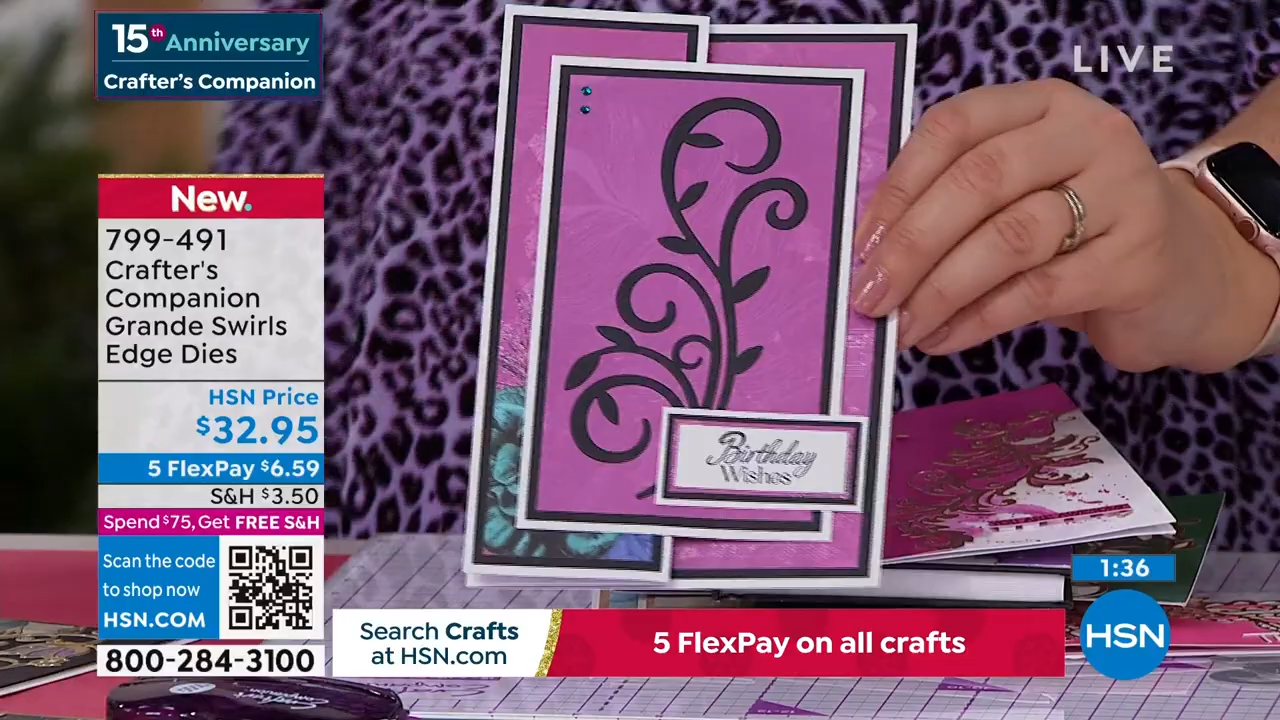 15th Anniversary
Crafter's Companion
LIVE
New.
799-491
Crafter's
Companion
Grande Swirls
Edge Dies
HSN Price
$32.95
5 FlexPay $6.59
S&H $3.50
Spend $75, Get FREE S&H
Scan the code
to shop now
HSN.COM
800-284-3100
Birthday
Wishes
1:36
HSN
Search Crafts
at HSN.com
5 FlexPay on all crafts
Crafter's
Companion